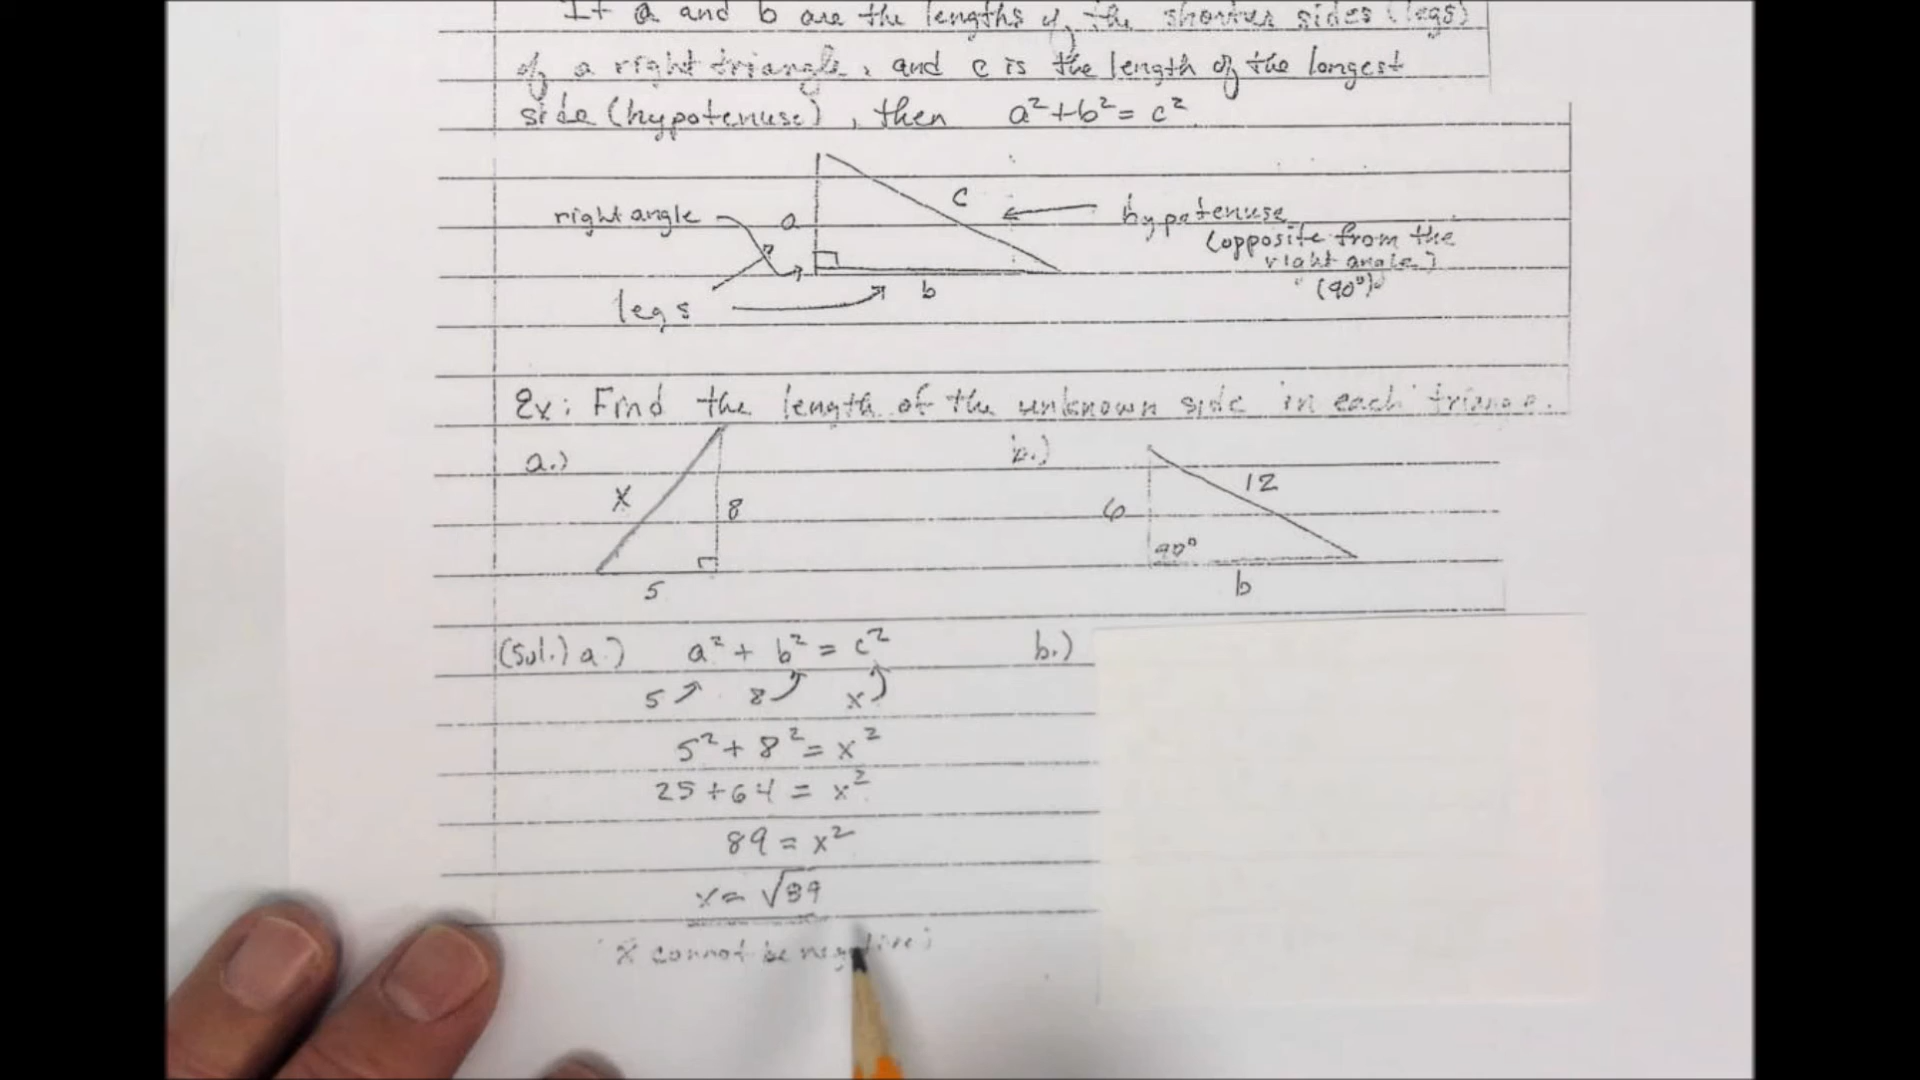 If a and b are the lengths of the shorter sides (legs)
of a right triangle, and c is the length of the longest
side (hypotenuse), then a²+b²= c²
c
right angle
a
hypotenuse
(opposite from the
right angle)
(90°)
b
legs
Ex: Find the length of the unknown side in each triangle.
a.)
b.)
x
8
5
12
6
90°
b
(Sol.) a.) a² + b² = c²
b.)
5 8 x
5² + 8² = x²
25 + 64 = x²
89 = x²
x = √89
(x cannot be negative)